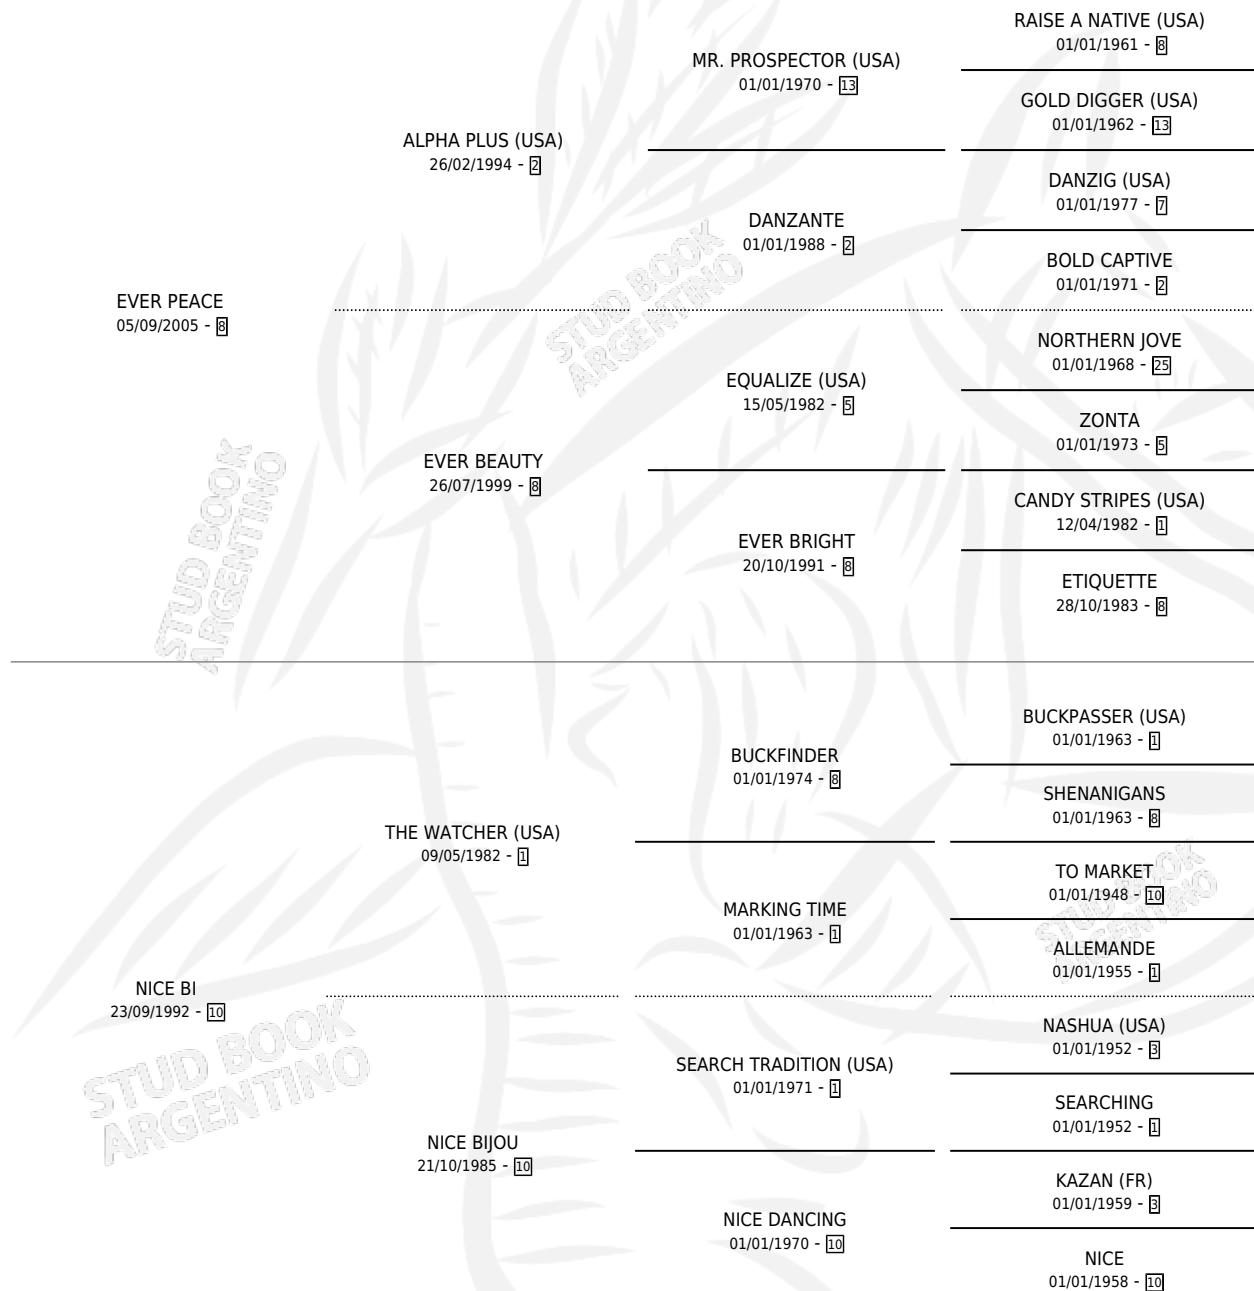 RAISE A NATIVE (USA)
01/01/1961 - 8
MR. PROSPECTOR (USA)
01/01/1970 - 13
GOLD DIGGER (USA)
01/01/1962 - 13
ALPHA PLUS (USA)
26/02/1994 - 2
DANZIG (USA)
01/01/1977 - 7
DANZANTE
01/01/1988 - 2
BOLD CAPTIVE
01/01/1971 - 2
EVER PEACE
05/09/2005 - 8
NORTHERN JOVE
01/01/1968 - 25
EQUALIZE (USA)
15/05/1982 - 5
ZONTA
01/01/1973 - 5
EVER BEAUTY
26/07/1999 - 8
CANDY STRIPES (USA)
12/04/1982 - 1
EVER BRIGHT
20/10/1991 - 8
ETIQUETTE
28/10/1983 - 8
BUCKPASSER (USA)
01/01/1963 - 1
BUCKFINDER
01/01/1974 - 8
SHENANIGANS
01/01/1963 - 8
THE WATCHER (USA)
09/05/1982 - 1
TO MARKET
01/01/1948 - 10
MARKING TIME
01/01/1963 - 1
ALLEMANDE
01/01/1955 - 1
NICE BI
23/09/1992 - 10
NASHUA (USA)
01/01/1952 - 3
SEARCH TRADITION (USA)
01/01/1971 - 1
SEARCHING
01/01/1952 - 1
NICE BIJOU
21/10/1985 - 10
KAZAN (FR)
01/01/1959 - 3
NICE DANCING
01/01/1970 - 10
NICE
01/01/1958 - 10
STUD BOOK
ARGENTINO
STUD BOOK
ARGENTINO
STUD BOOK
ARGENTINO
STUD BOOK
ARGENTINO